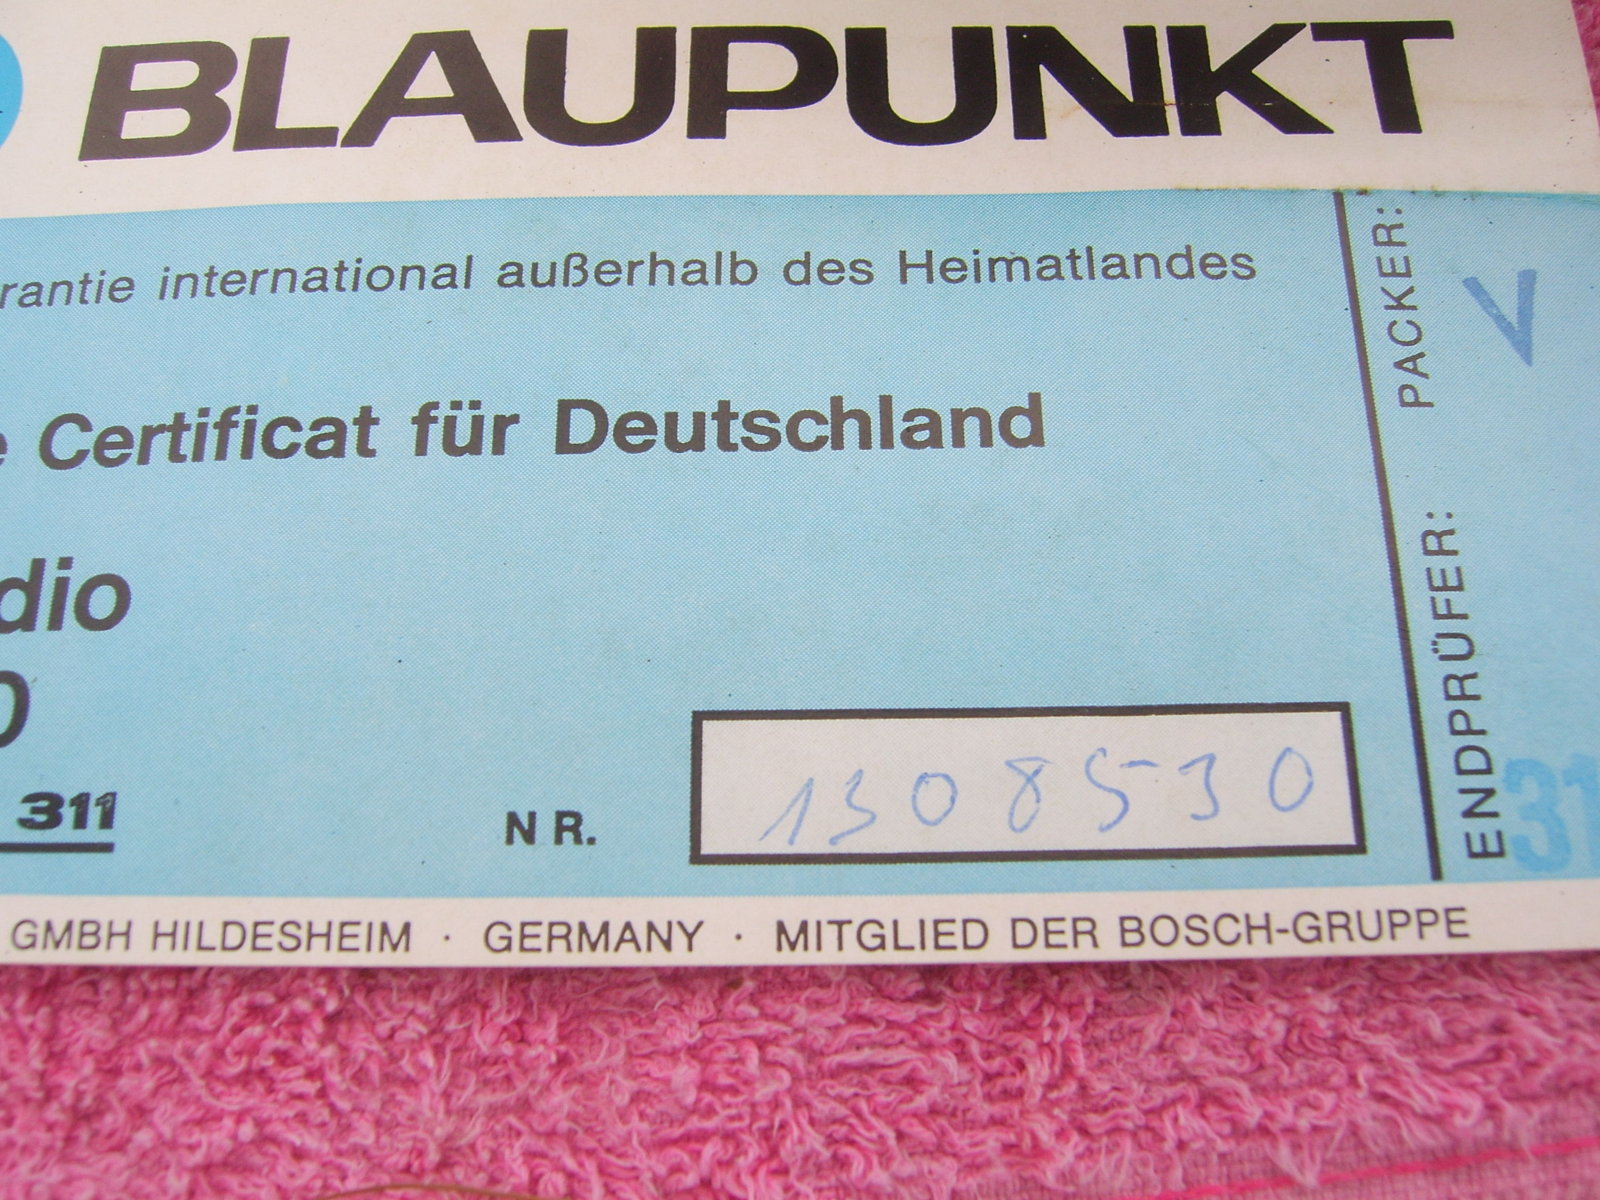 BLAUPUNKT
rantie international außerhalb des Heimatlandes
e Certificat für Deutschland
dio
0
311
NR. 1308530
PACKER: V
ENDPRÜFER: 31
GMBH HILDESHEIM · GERMANY · MITGLIED DER BOSCH-GRUPPE